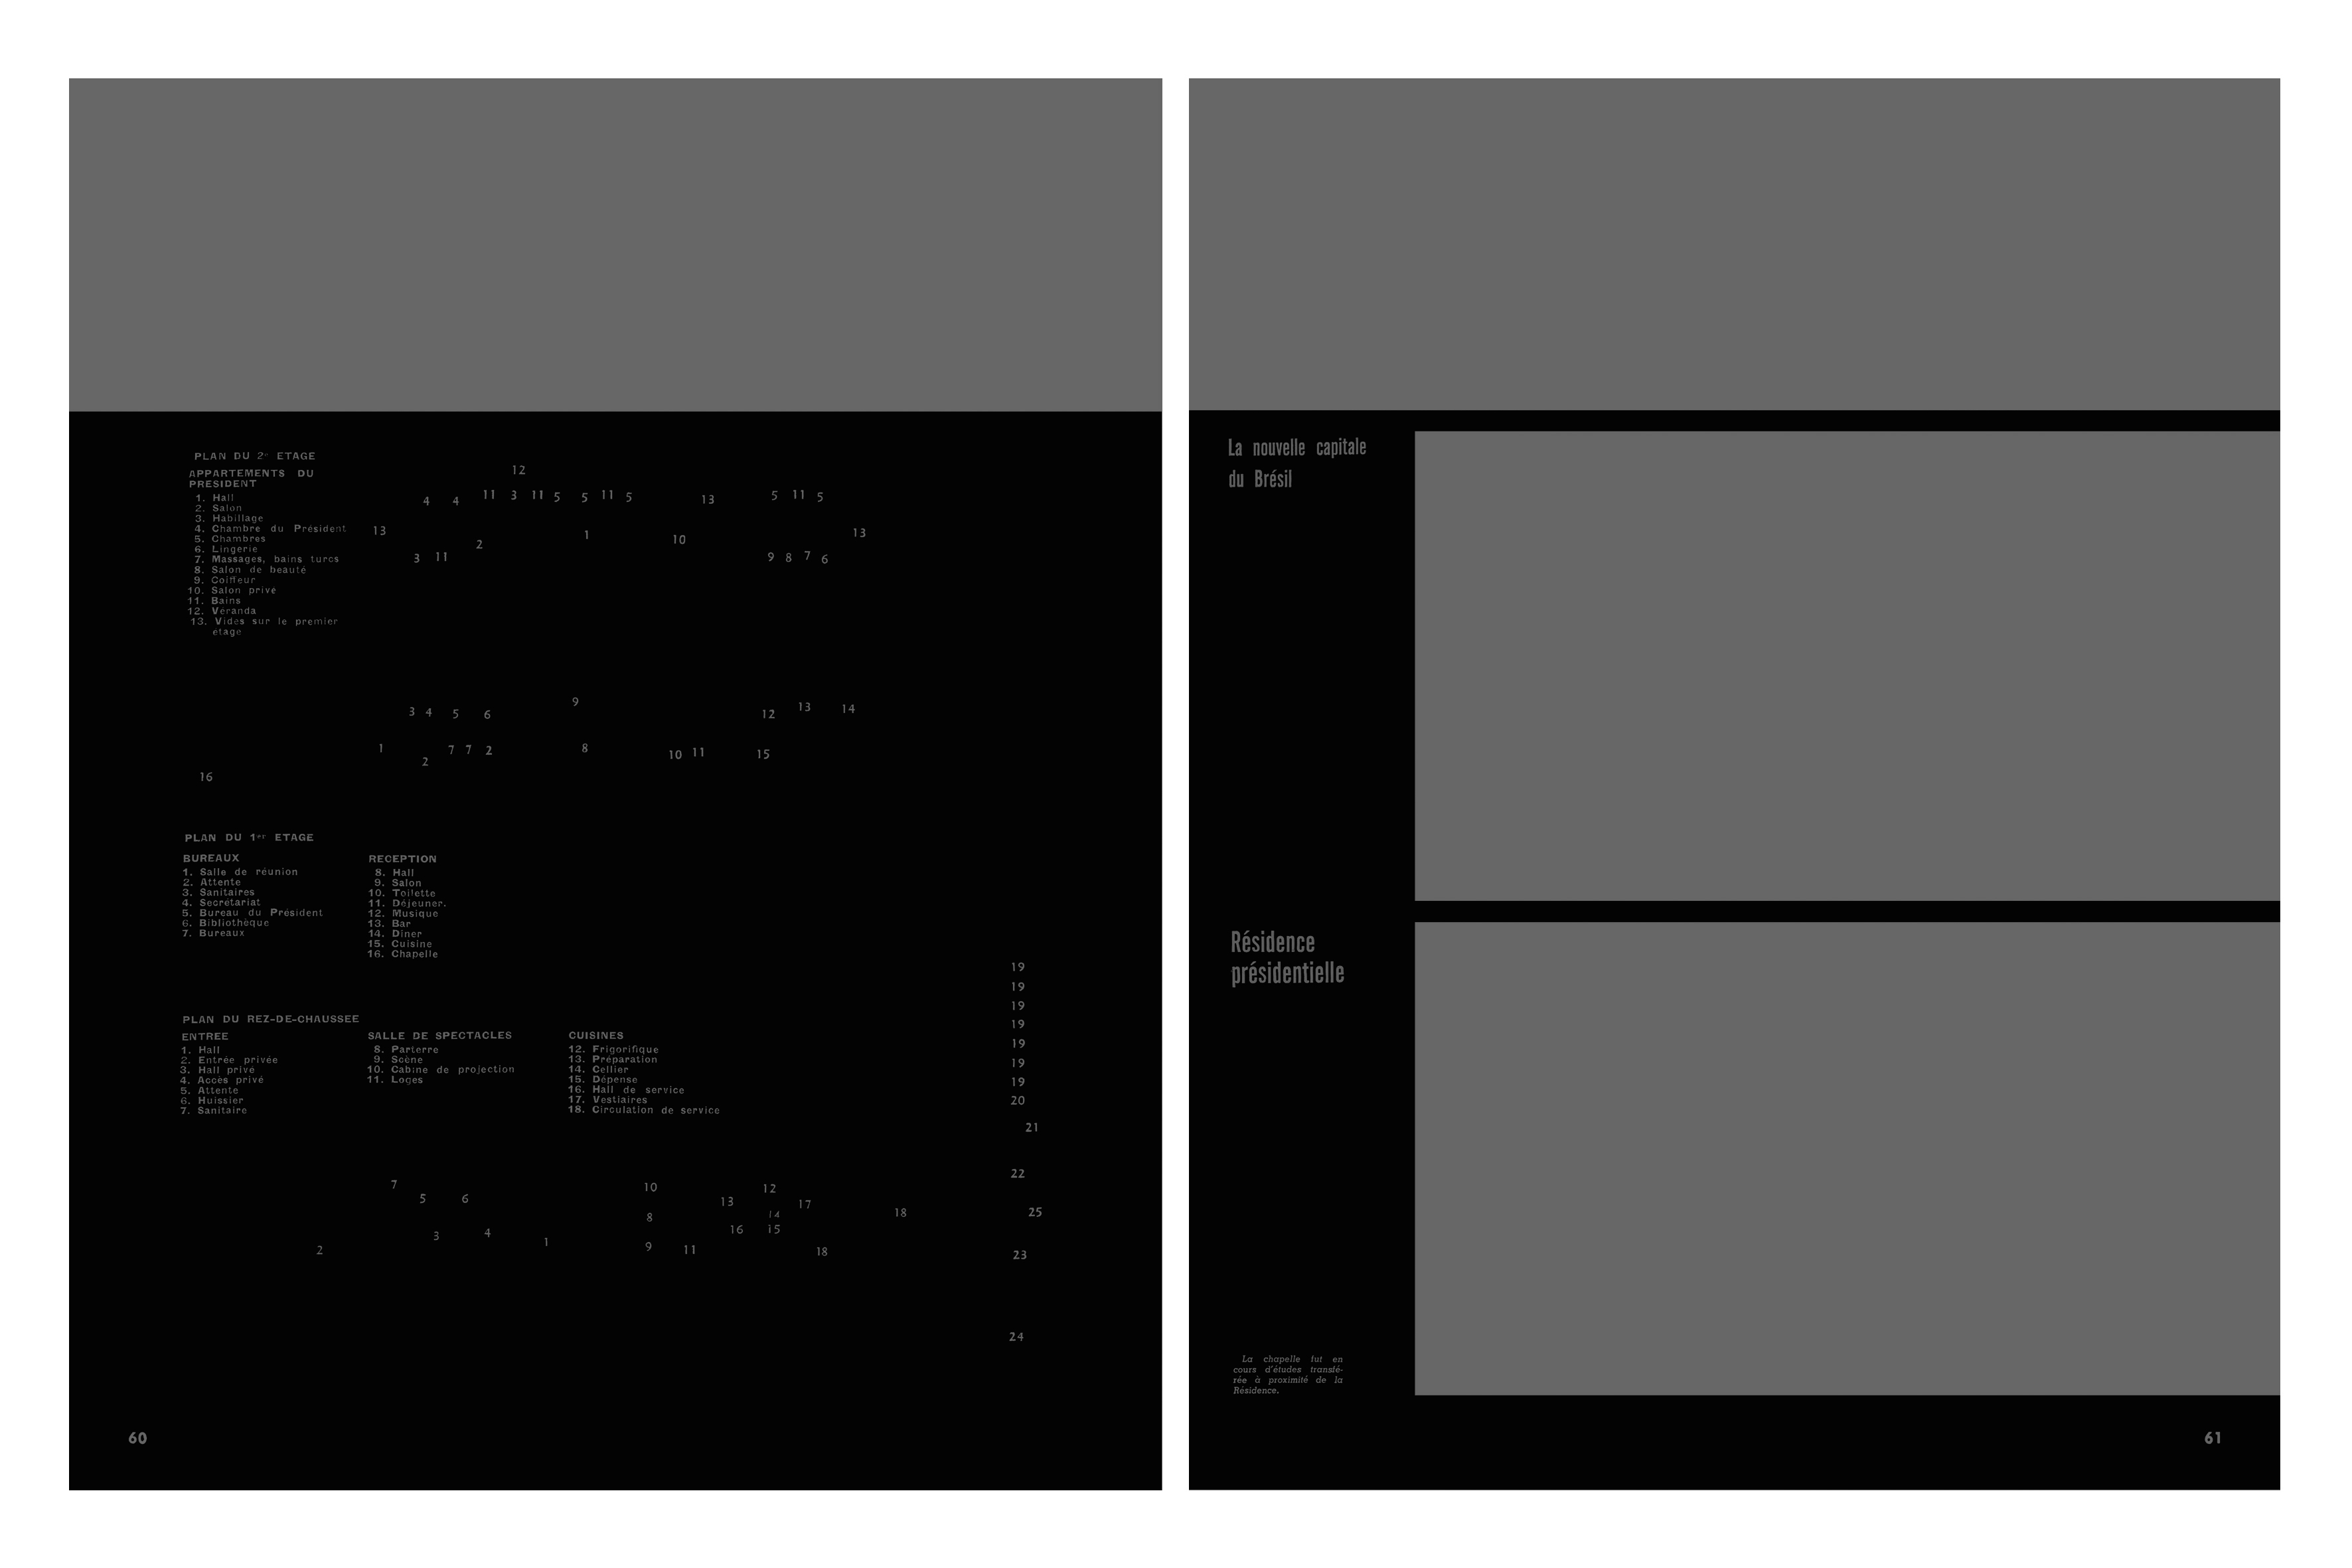 PLAN DU 2e ETAGE
APPARTEMENTS DU
PRESIDENT
1. Hall
2. Salon
3. Habillage
4. Chambre du Président
5. Chambres
6. Lingerie
7. Massages, bains turcs
8. Salon de beauté
9. Coiffeur
10. Salon privé
11. Bains
12. Véranda
13. Vides sur le premier
etage
12
4 4 11 3 11 5 5 11 5 13 5 11 5
13 2 1 10 13
3 11 9 8 7 6
3 4 5 6 9 12 13 14
1 2 7 7 2 8 10 11 15
16
PLAN DU 1er ETAGE
BUREAUX
1. Salle de réunion
2. Attente
3. Sanitaires
4. Secrétariat
5. Bureau du Président
6. Bibliothèque
7. Bureaux
RECEPTION
8. Hall
9. Salon
10. Toilette
11. Déjeuner.
12. Musique
13. Bar
14. Dîner
15. Cuisine
16. Chapelle
PLAN DU REZ-DE-CHAUSSEE
ENTREE
1. Hall
2. Entrée privée
3. Hall privé
4. Accès privé
5. Attente
6. Huissier
7. Sanitaire
SALLE DE SPECTACLES
8. Parterre
9. Scène
10. Cabine de projection
11. Loges
CUISINES
12. Frigorifique
13. Préparation
14. Cellier
15. Dépense
16. Hall de service
17. Vestiaires
18. Circulation de service
19
19
19
19
19
19
19
20
21
22
25
23
24
7 10 12
5 6 13 17
8 14 18
3 4 16 15
2 1 9 11 18
60
La nouvelle capitale
du Brésil
Résidence
présidentielle
La chapelle fut en
cours d'études transfé-
rée à proximité de la
Résidence.
61